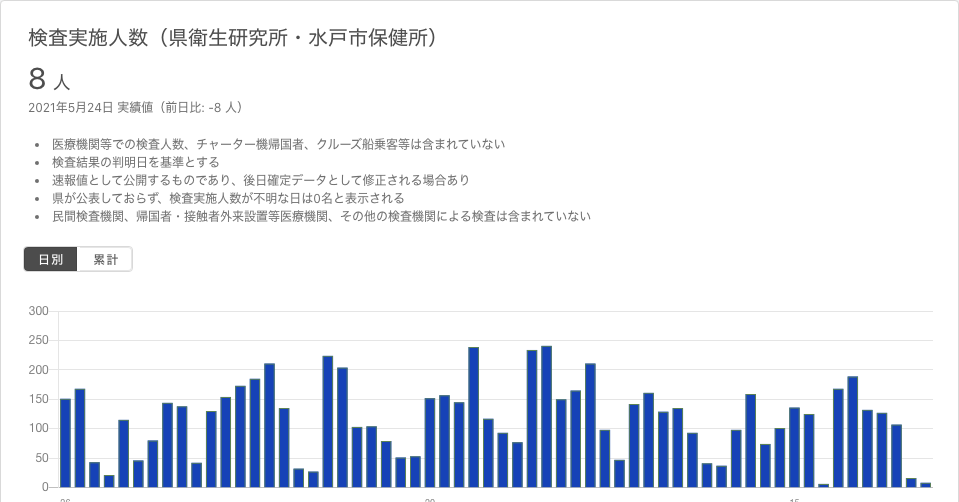 検査実施人数（県衛生研究所・水戸市保健所）
8 人
2021年5月24日 実績値（前日比: -8 人）
医療機関等での検査人数、チャーター機帰国者、クルーズ船乗客等は含まれていない
検査結果の判明日を基準とする
速報値として公開するものであり、後日確定データとして修正される場合あり
県が公表しておらず、検査実施人数が不明な日は0名と表示される
民間検査機関、帰国者・接触者外来設置等医療機関、その他の検査機関による検査は含まれていない
日別 累計
300
250
200
150
100
50
0